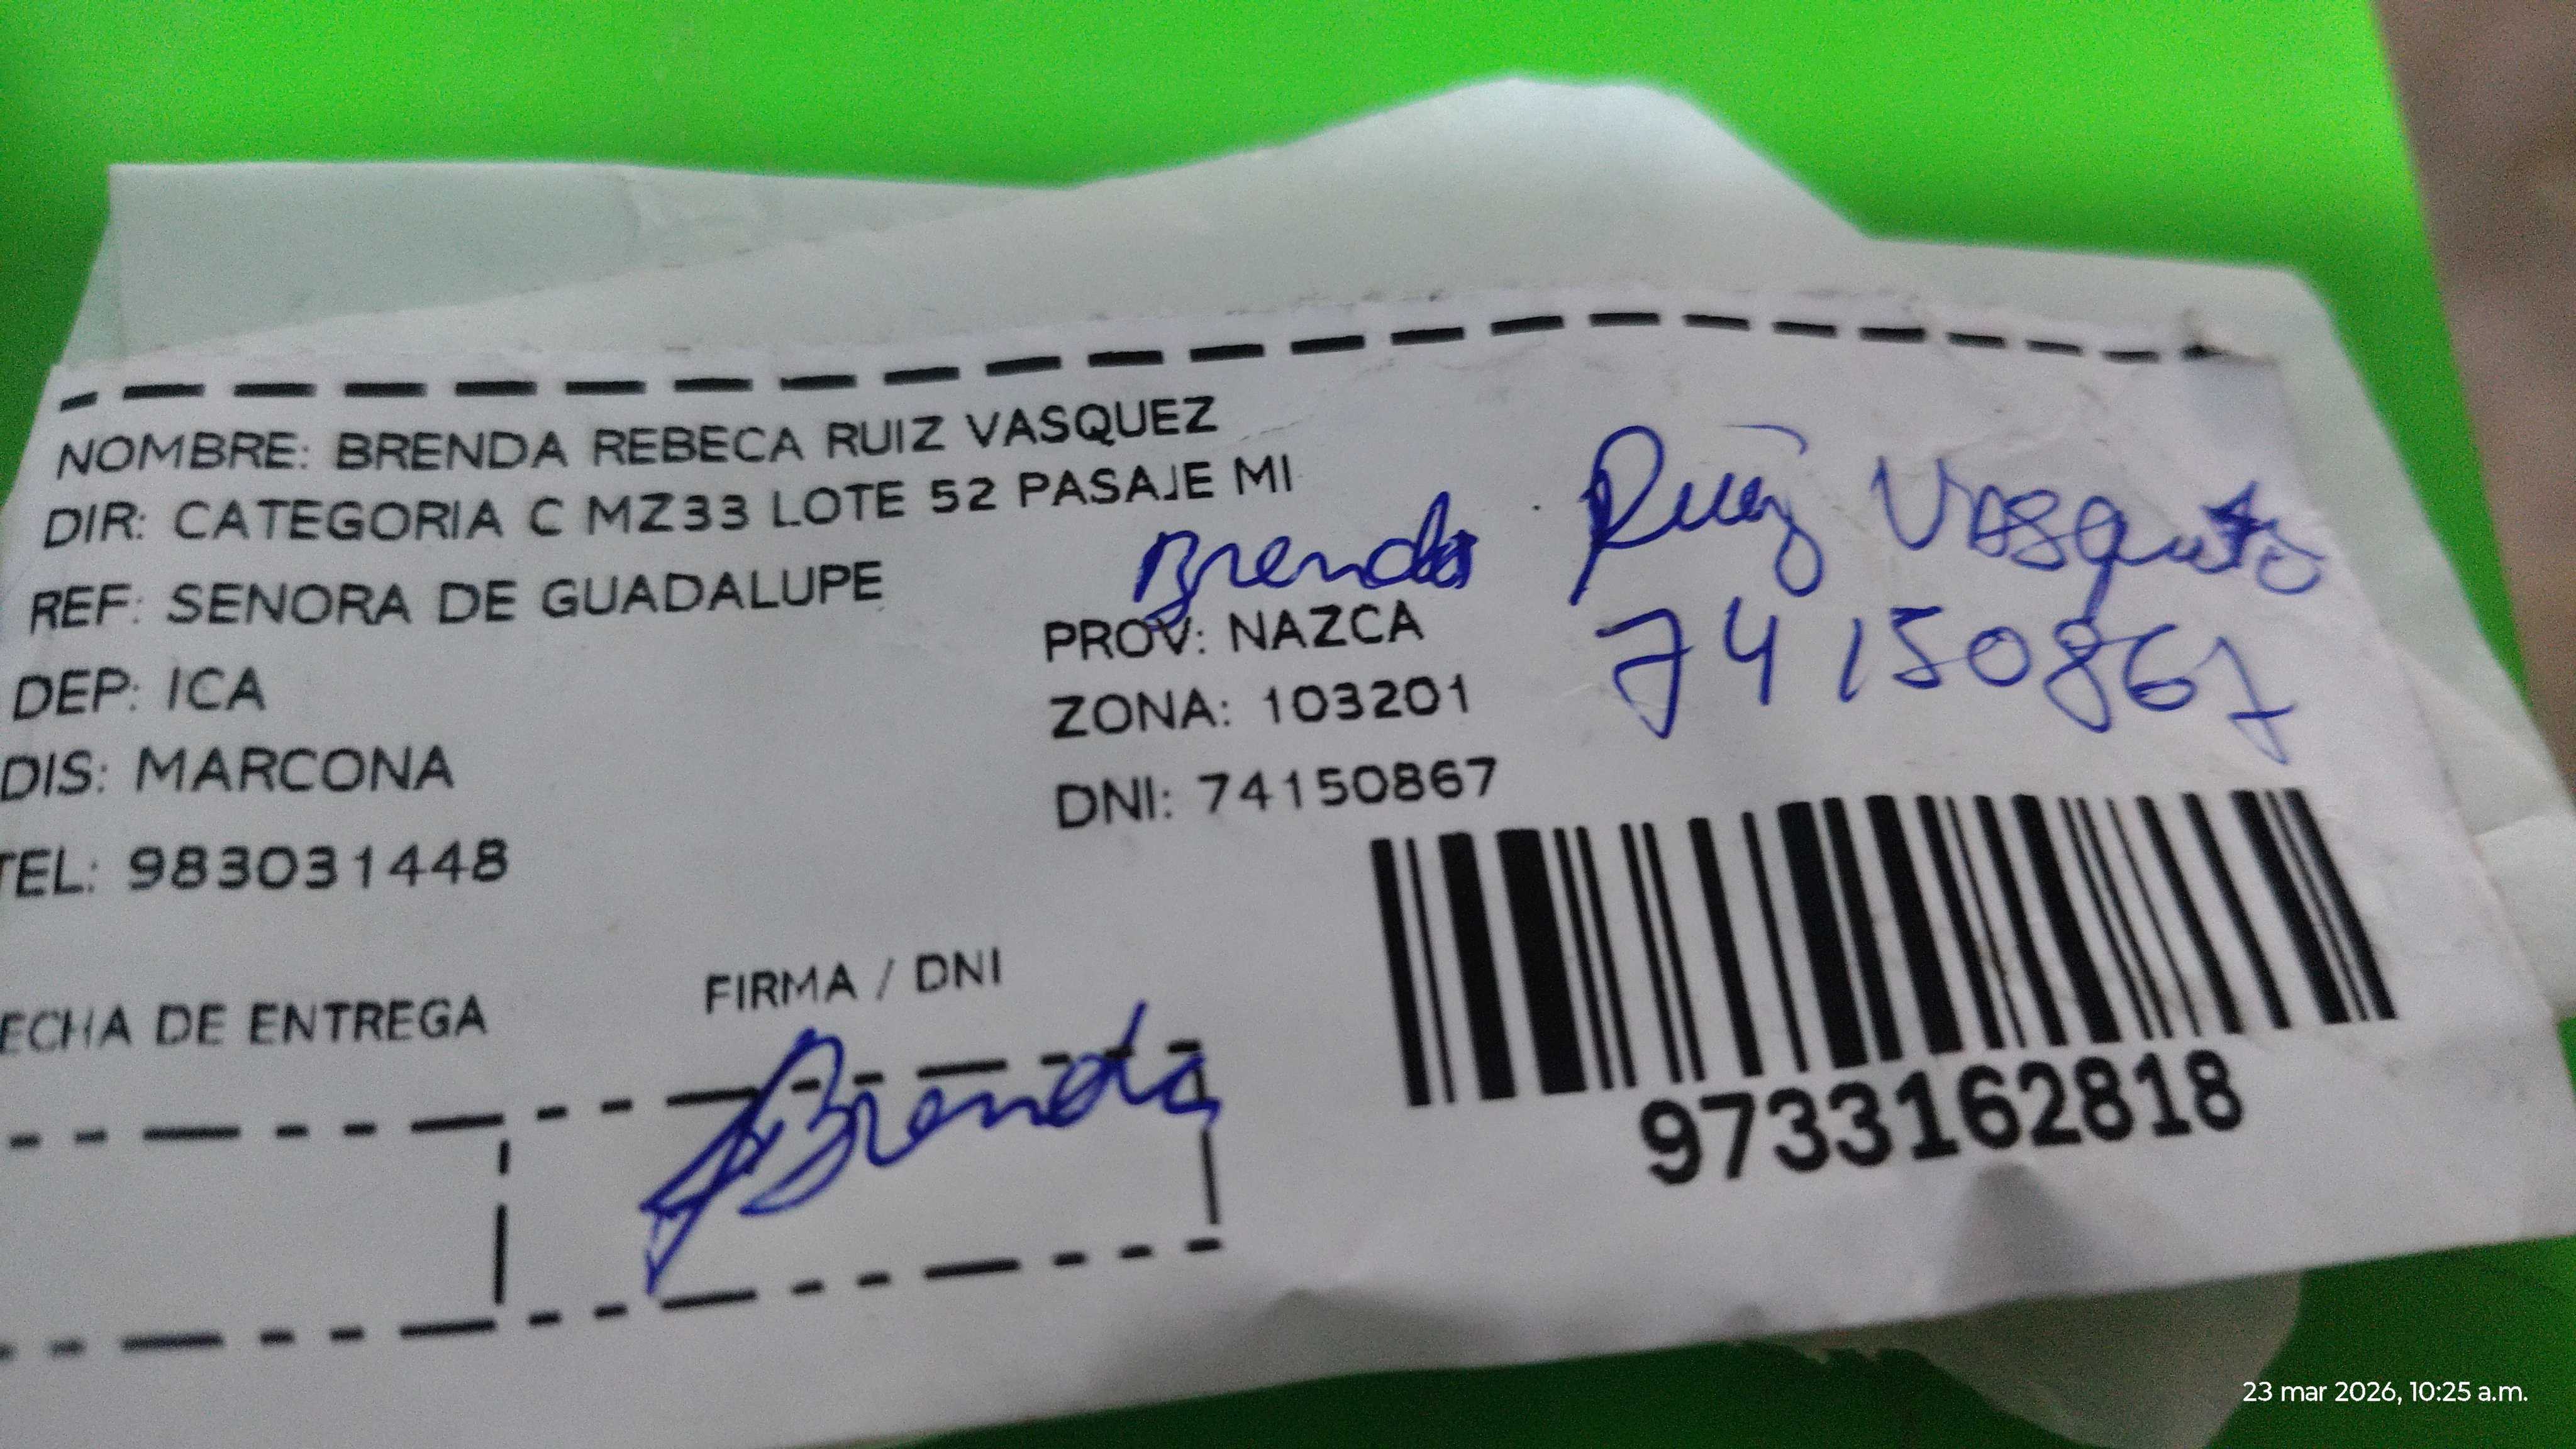 NOMBRE: BRENDA REBECA RUIZ VASQUEZ
DIR: CATEGORIA C MZ33 LOTE 52 PASAJE MI
REF: SENORA DE GUADALUPE
Brenda Ruiz Vasquez
74150867
DEP: ICA
PROV: NAZCA
ZONA: 103201
DIS: MARCONA
DNI: 74150867
TEL: 983031448
ECHA DE ENTREGA
FIRMA / DNI
Brenda
9733162818
23 mar 2026, 10:25 a.m.